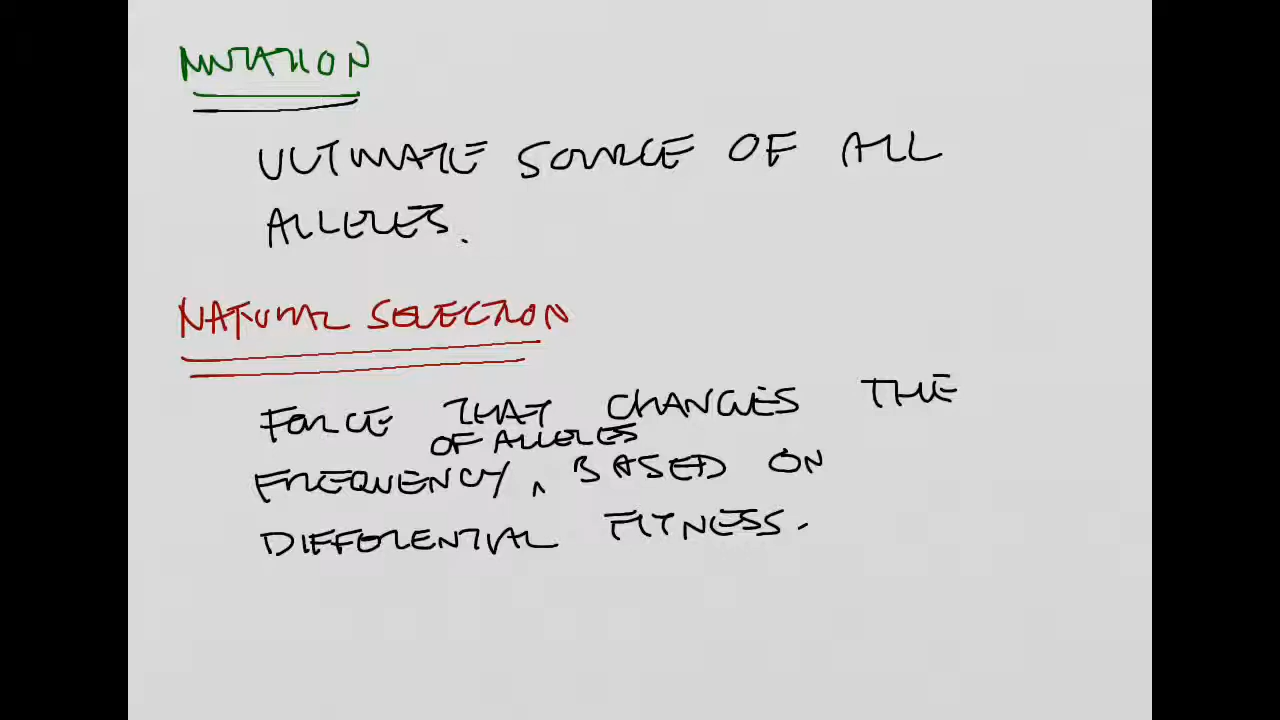 MUTATION
ULTIMATE SOURCE OF ALL
ALLELES.
NATURAL SELECTION
FORCE THAT CHANGES THE
OF ALLELES
FREQUENCY ^ BASED ON
DIFFERENTIAL FITNESS.